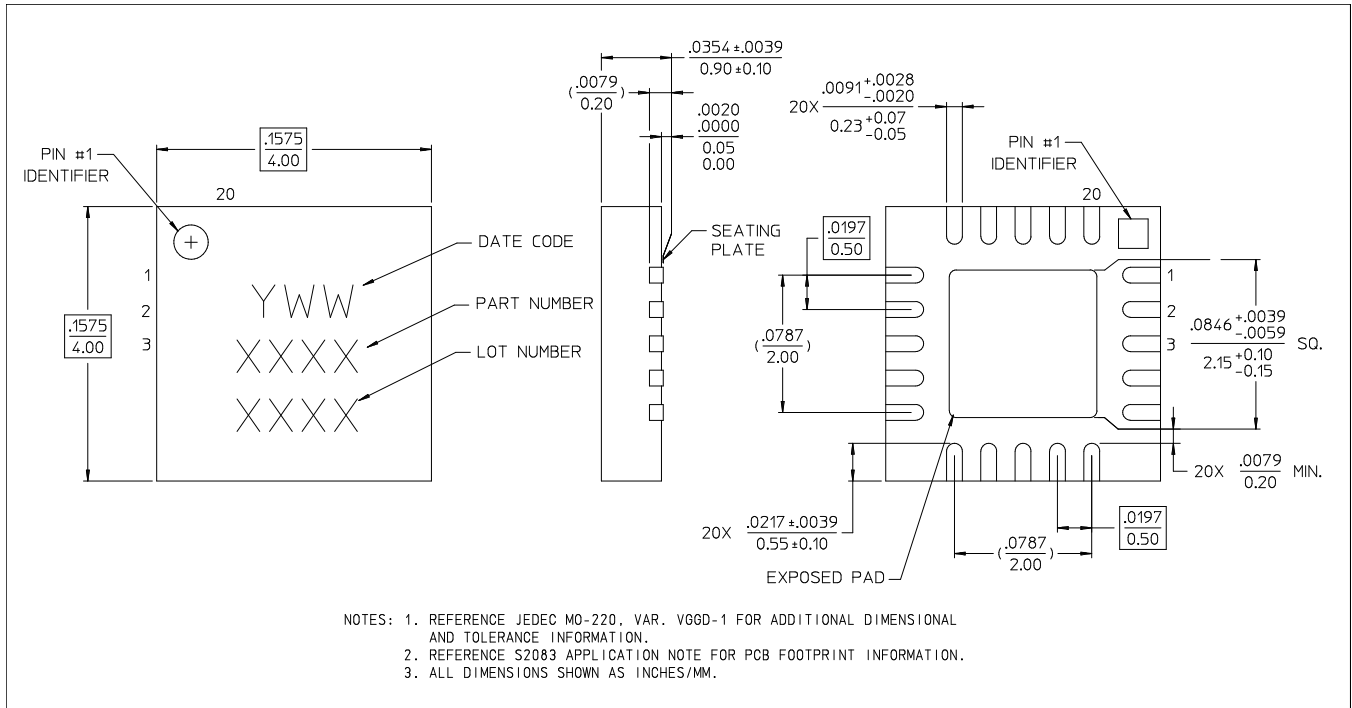 PIN #1
IDENTIFIER
.1575
4.00
20
.1575
4.00
1
2
3
YWW
XXXX
XXXX
DATE CODE
PART NUMBER
LOT NUMBER
.0354 ±.0039
0.90 ±0.10
(.0079)
0.20
.0020
.0000
0.05
0.00
SEATING
PLATE
20X .0091 +.0028
-.0020
0.23 +0.07
-0.05
PIN #1
IDENTIFIER
20
.0197
0.50
(.0787)
2.00
1
2
3
.0846 +.0039
-.0059 SQ.
2.15 +0.10
-0.15
20X .0079 MIN.
0.20
20X .0217 ±.0039
0.55 ±0.10
.0197
0.50
(.0787)
2.00
EXPOSED PAD
NOTES: 1. REFERENCE JEDEC MO-220, VAR. VGGD-1 FOR ADDITIONAL DIMENSIONAL
AND TOLERANCE INFORMATION.
2. REFERENCE S2083 APPLICATION NOTE FOR PCB FOOTPRINT INFORMATION.
3. ALL DIMENSIONS SHOWN AS INCHES/MM.